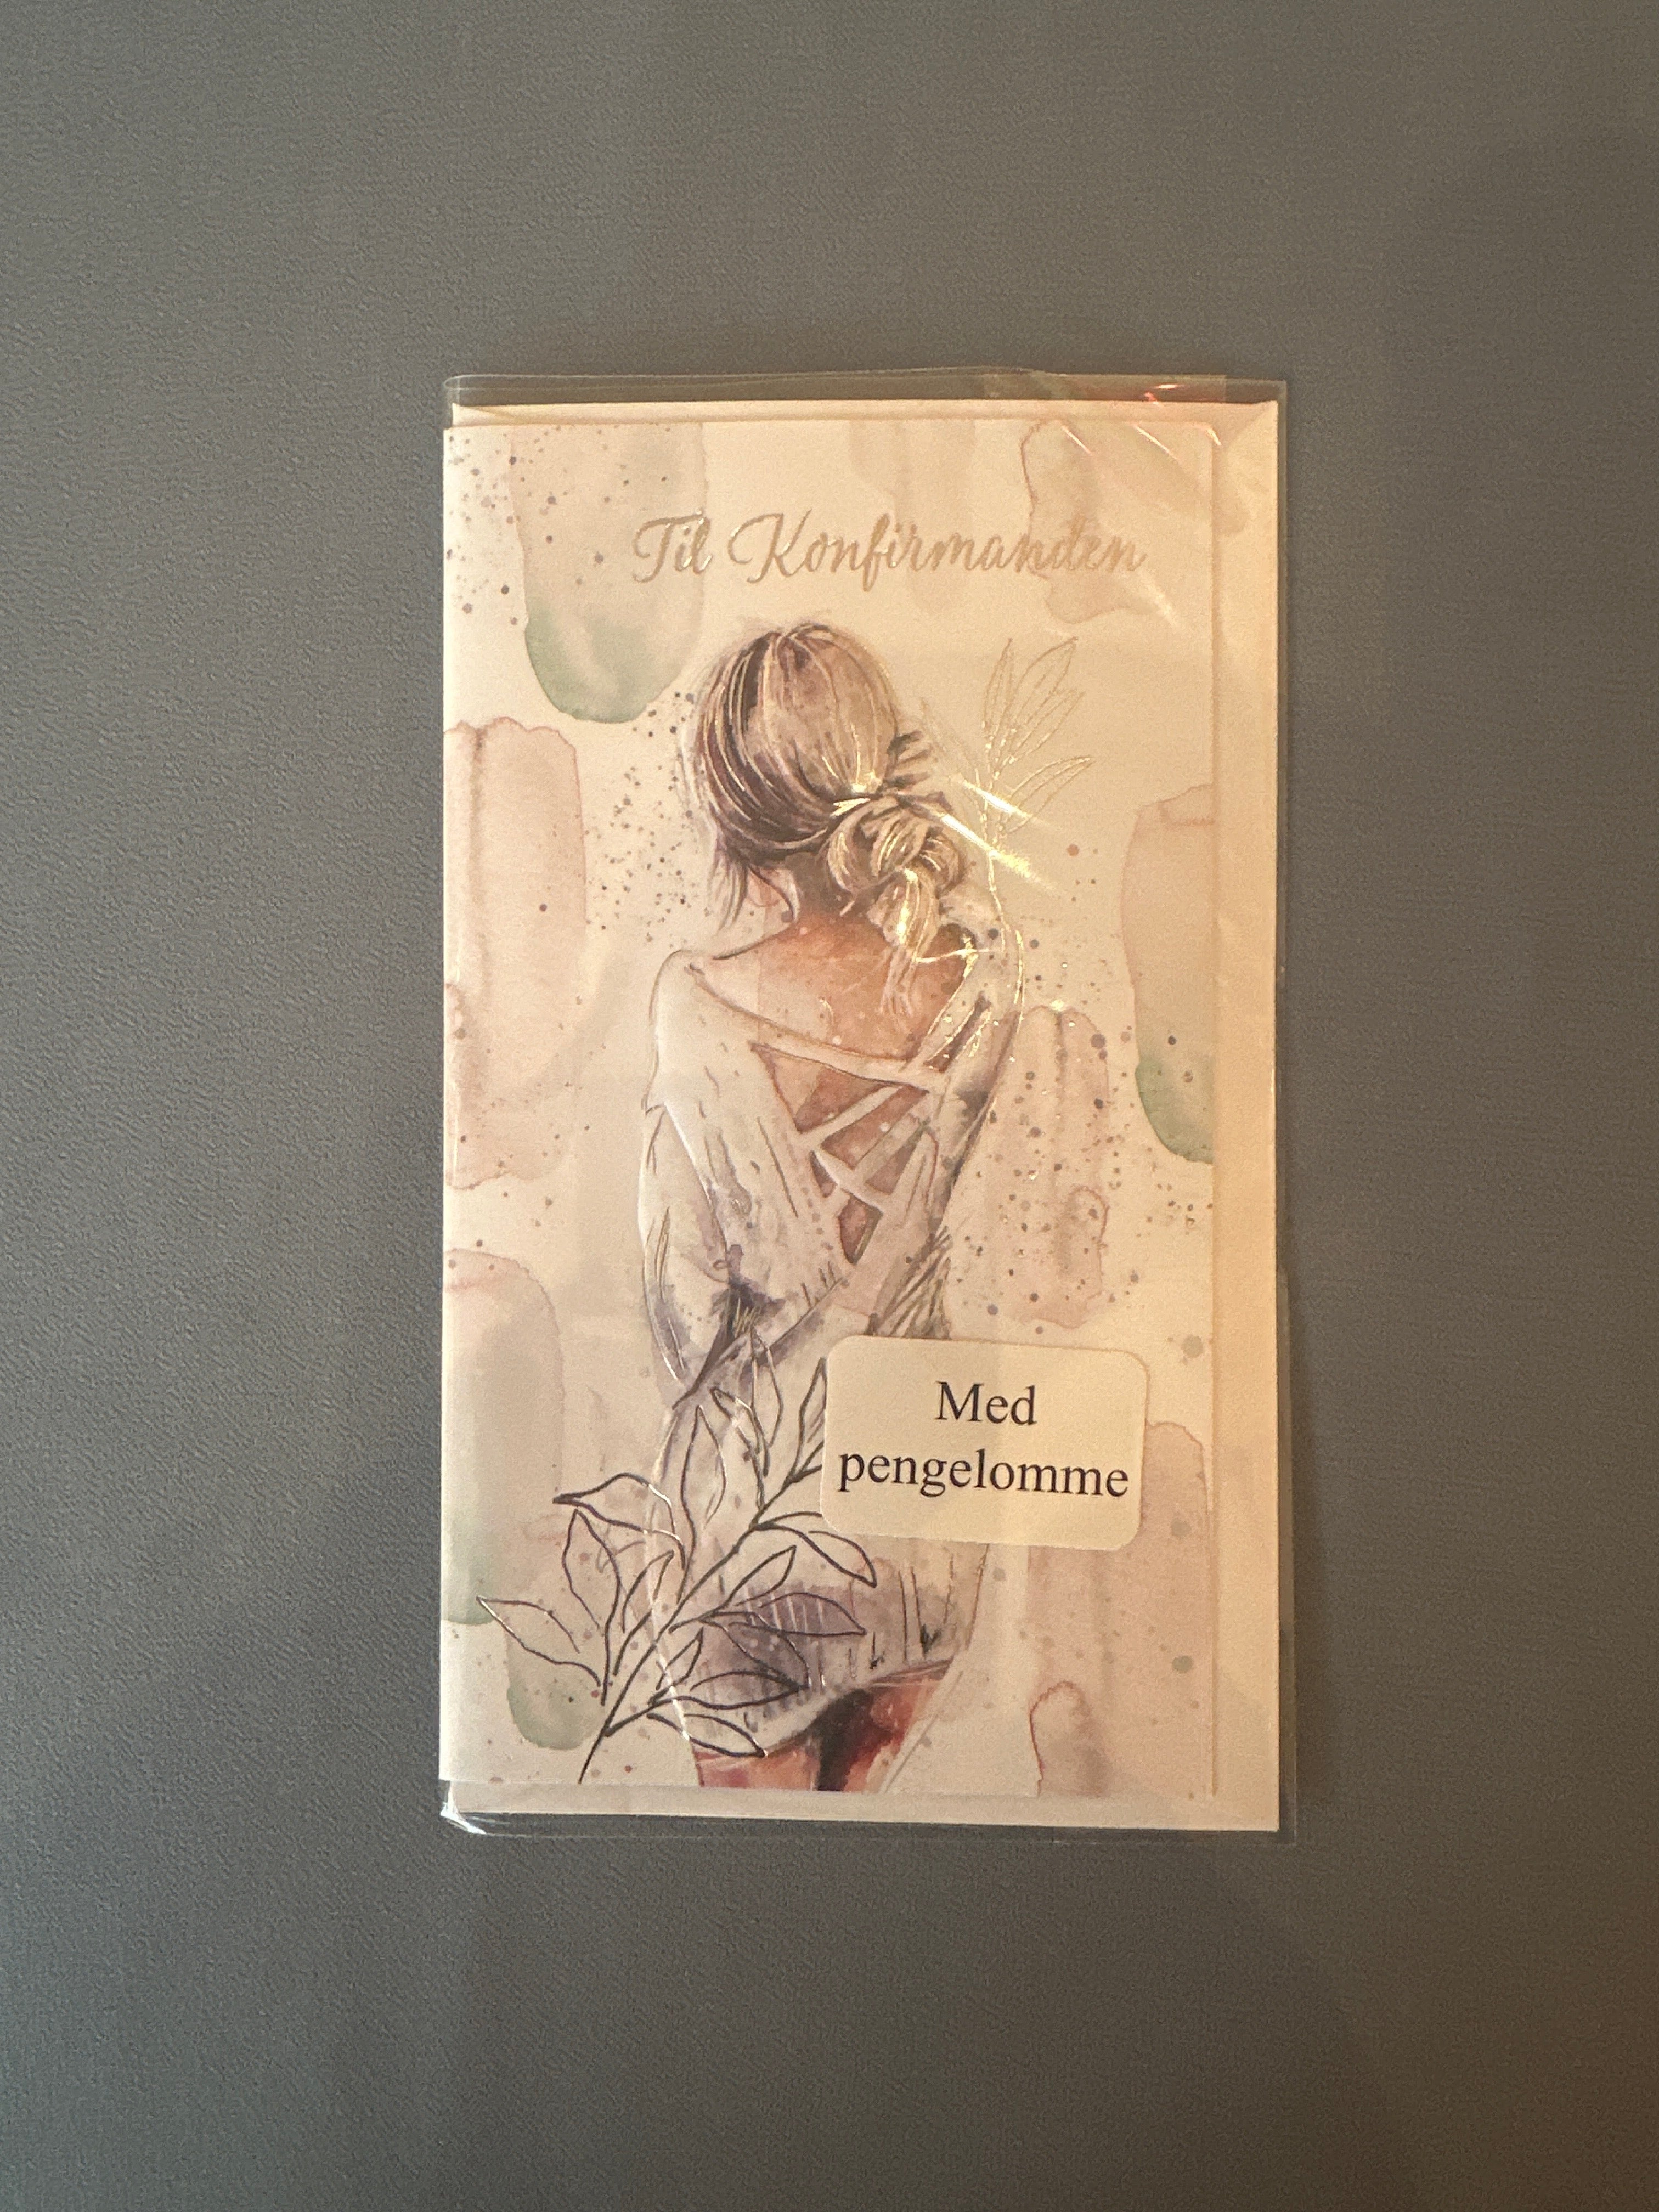 Til Konfirmanden
Med
pengelomme